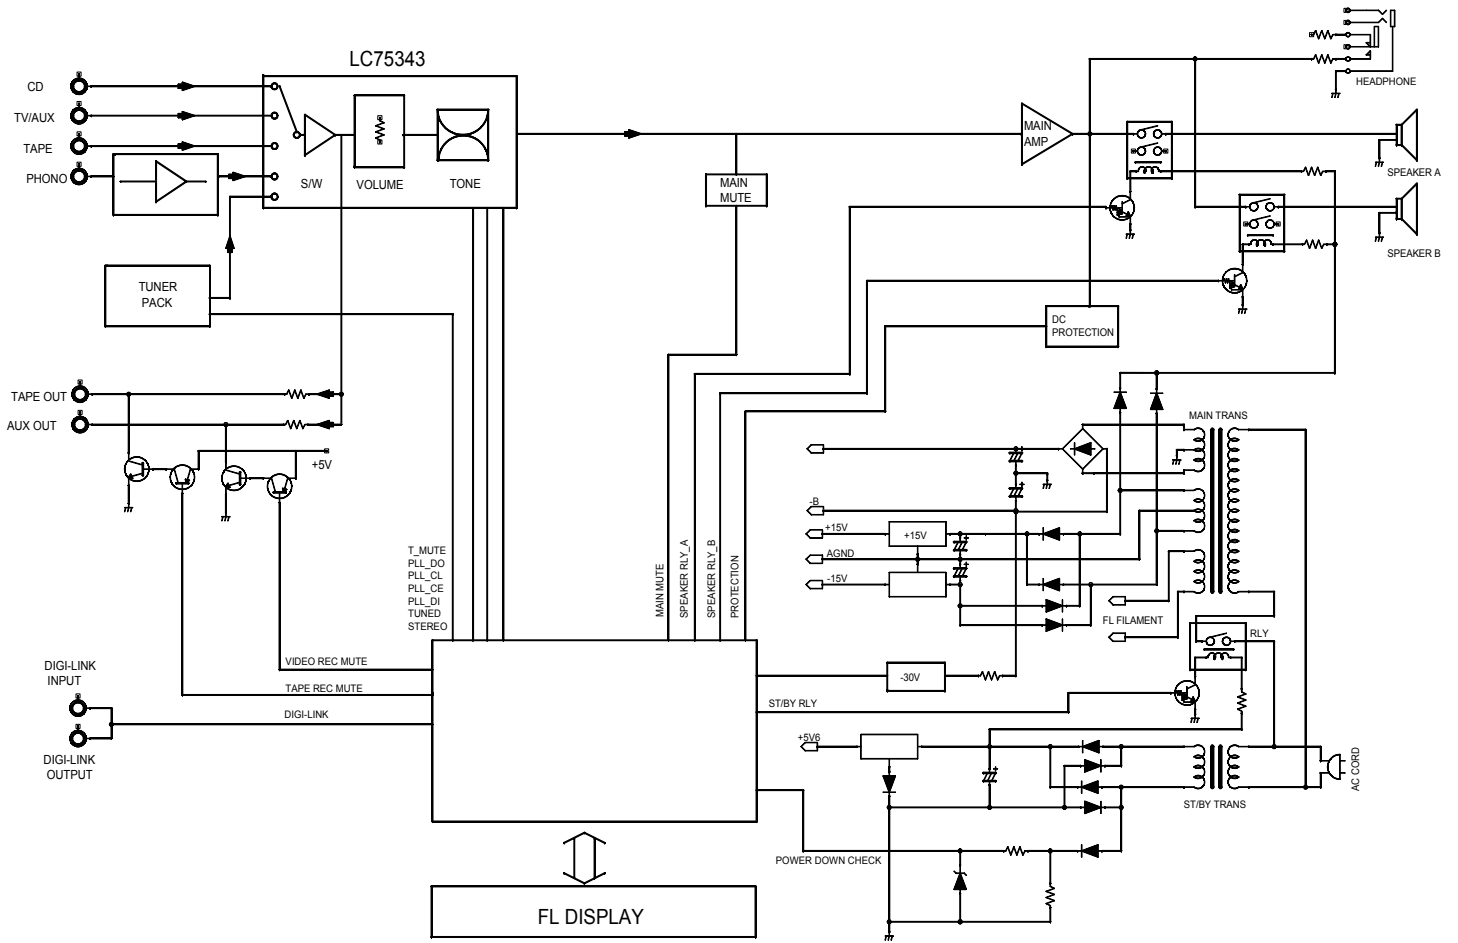 LC75343
CD
TV/AUX
TAPE
PHONO
S/W
VOLUME
TONE
MAIN
MUTE
MAIN
AMP
HEADPHONE
SPEAKER A
SPEAKER B
TUNER
PACK
DC
PROTECTION
TAPE OUT
AUX OUT
+5V
MAIN TRANS
-B
+15V
+15V
AGND
-15V
FL FILAMENT
RLY
T_MUTE
PLL_DO
PLL_CL
PLL_CE
PLL_DI
TUNED
STEREO
MAIN MUTE
SPEAKER RLY_A
SPEAKER RLY_B
PROTECTION
VIDEO REC MUTE
TAPE REC MUTE
DIGI-LINK
DIGI-LINK
INPUT
DIGI-LINK
OUTPUT
-30V
ST/BY RLY
+5V6
AC CORD
ST/BY TRANS
POWER DOWN CHECK
FL DISPLAY